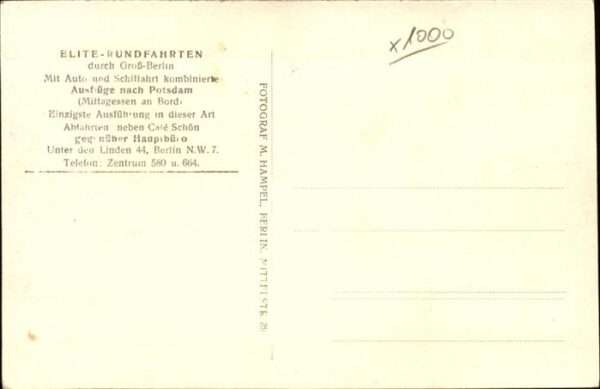 ELITE-RUNDFAHRTEN
durch Groß-Berlin
Mit Auto und Schiffahrt kombinierte
Ausflüge nach Potsdam
(Mittagessen an Bord)
Einzigste Ausführung in dieser Art
Abfahrten neben Café Schön
gegenüber Hauptbüro
Unter den Linden 44, Berlin N.W. 7.
Telefon: Zentrum 580 u. 664.
FOTOGRAF M. HAMPEL, BERLIN, MITTELSTR. 29
x1000